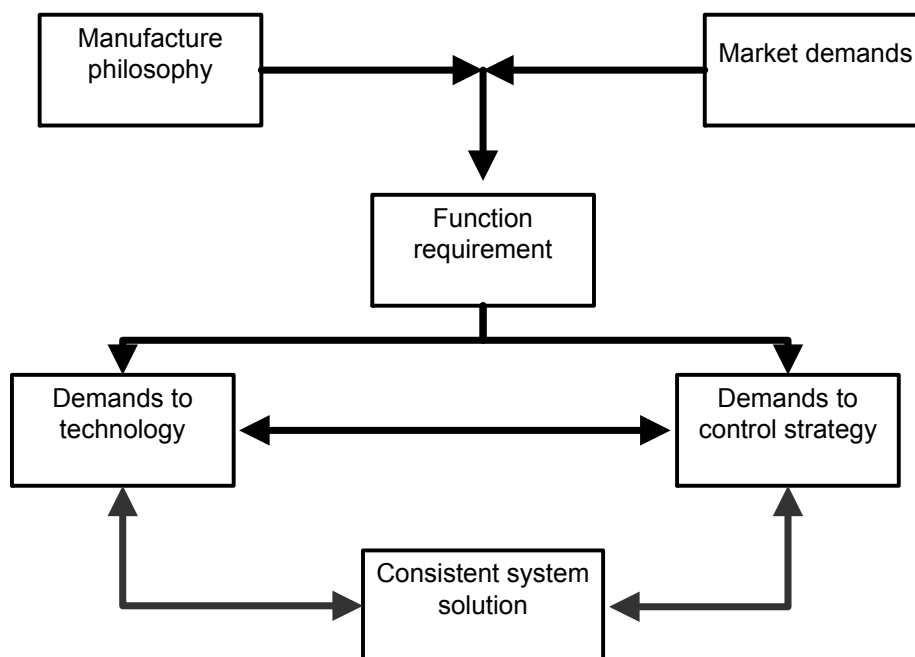 Manufacture
philosophy
Market demands
Function
requirement
Demands to
technology
Demands to
control strategy
Consistent system
solution